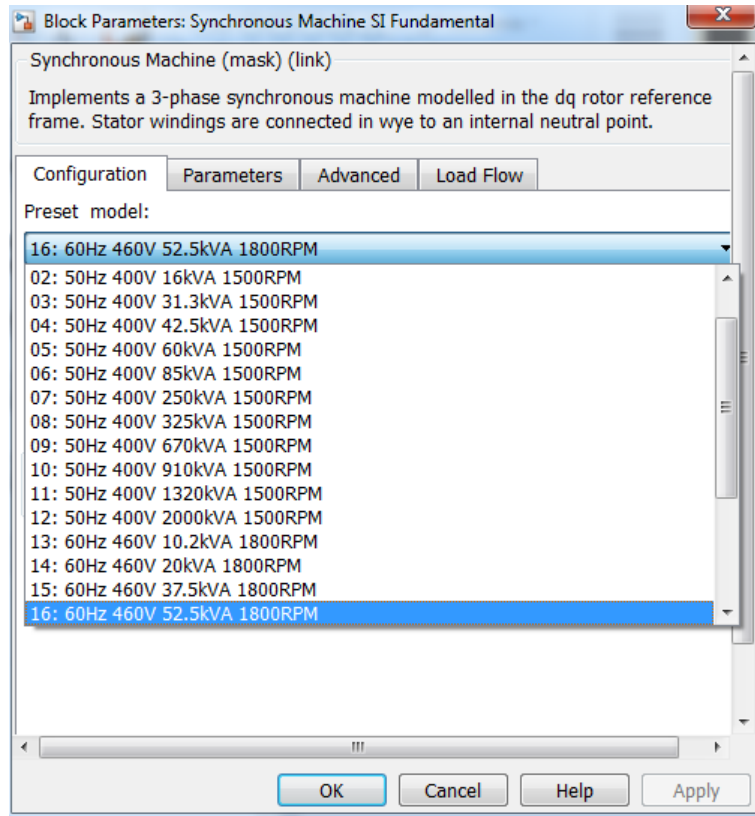 Block Parameters: Synchronous Machine SI Fundamental
Synchronous Machine (mask) (link)
Implements a 3-phase synchronous machine modelled in the dq rotor reference
frame. Stator windings are connected in wye to an internal neutral point.
Configuration Parameters Advanced Load Flow
Preset model:
16: 60Hz 460V 52.5kVA 1800RPM
02: 50Hz 400V 16kVA 1500RPM
03: 50Hz 400V 31.3kVA 1500RPM
04: 50Hz 400V 42.5kVA 1500RPM
05: 50Hz 400V 60kVA 1500RPM
06: 50Hz 400V 85kVA 1500RPM
07: 50Hz 400V 250kVA 1500RPM
08: 50Hz 400V 325kVA 1500RPM
09: 50Hz 400V 670kVA 1500RPM
10: 50Hz 400V 910kVA 1500RPM
11: 50Hz 400V 1320kVA 1500RPM
12: 50Hz 400V 2000kVA 1500RPM
13: 60Hz 460V 10.2kVA 1800RPM
14: 60Hz 460V 20kVA 1800RPM
15: 60Hz 460V 37.5kVA 1800RPM
16: 60Hz 460V 52.5kVA 1800RPM
OK Cancel Help Apply